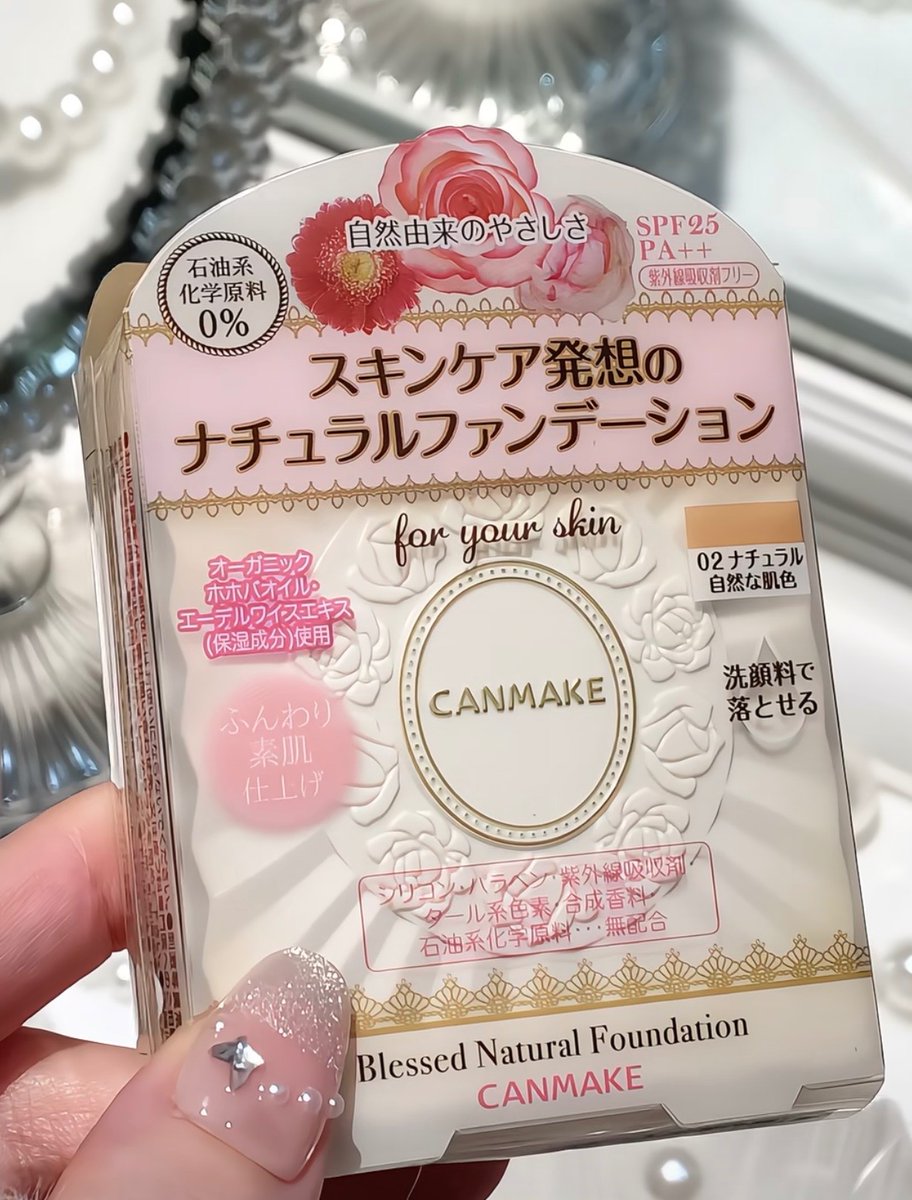 自然由来のやさしさ
SPF25
PA++
紫外線吸収剤フリー
石油系
化学原料
0%
スキンケア発想の
ナチュラルファンデーション
for your skin
02 ナチュラル
自然な肌色
オーガニック
ホホバオイル・
エーデルワイスエキス
(保湿成分)使用
CANMAKE
洗顔料で
落とせる
ふんわり
素肌
仕上げ
シリコン・パラベン・紫外線吸収剤・
タール系色素・合成香料・
石油系化学原料・・・無配合
Blessed Natural Foundation
CANMAKE